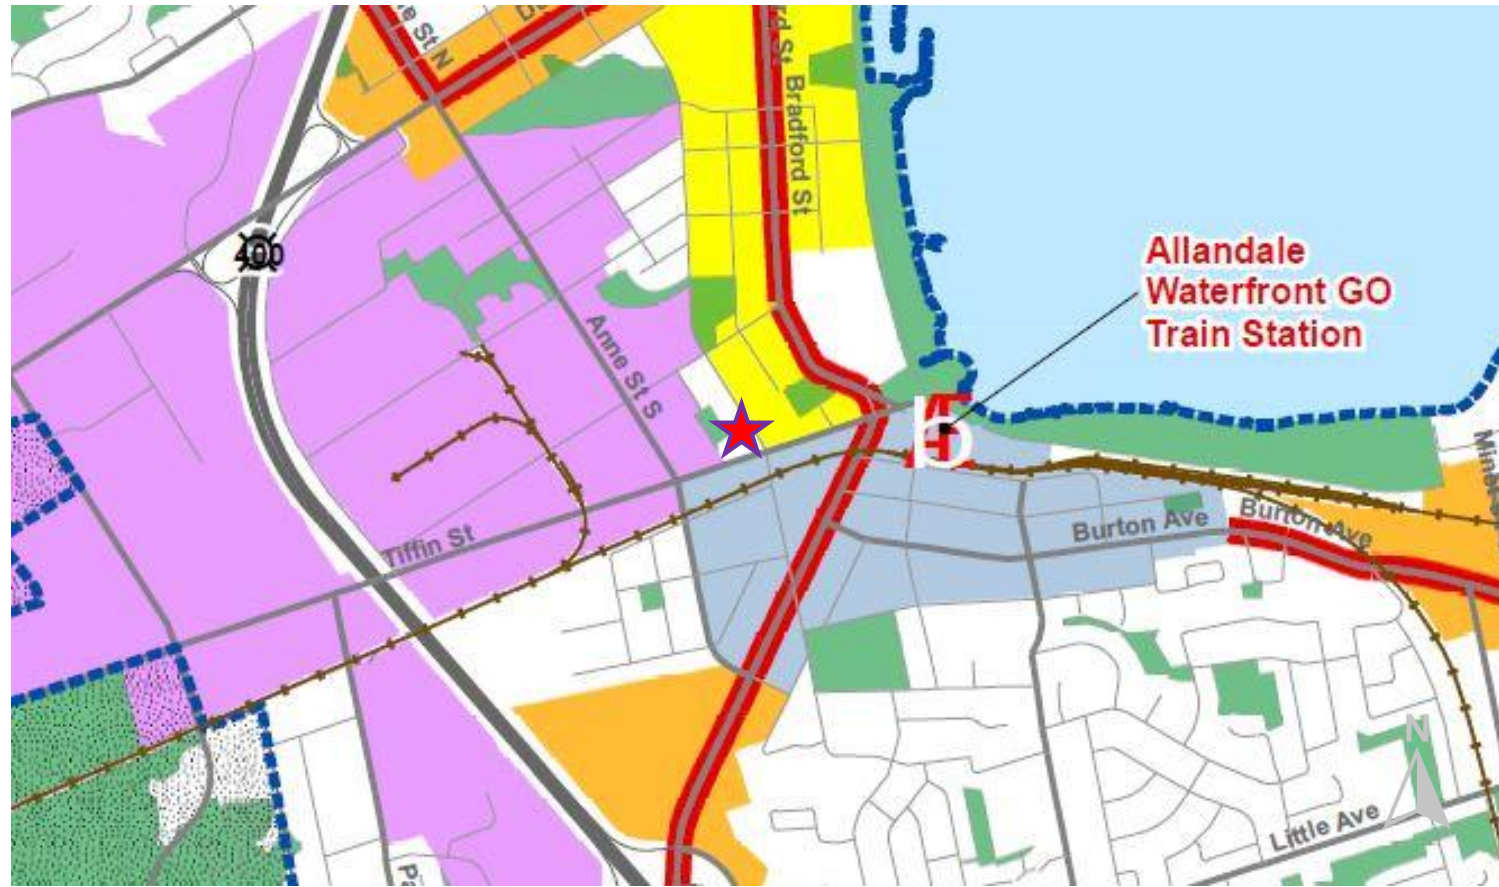 Anne St S
Bradford St
400
Allandale
Waterfront GO
Train Station
Tiffin St
Burton Ave
Burton Ave
Little Ave
N